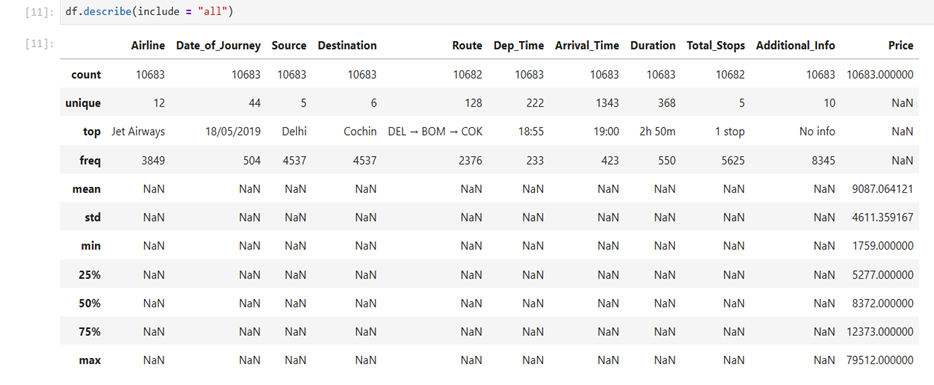 [11]: df.describe(include = "all")
[11]:
Airline Date_of_Journey Source Destination Route Dep_Time Arrival_Time Duration Total_Stops Additional_Info Price
count 10683 10683 10683 10683 10682 10683 10683 10683 10682 10683 10683.000000
unique 12 44 5 6 128 222 1343 368 5 10 NaN
top Jet Airways 18/05/2019 Delhi Cochin DEL → BOM → COK 18:55 19:00 2h 50m 1 stop No info NaN
freq 3849 504 4537 4537 2376 233 423 550 5625 8345 NaN
mean NaN NaN NaN NaN NaN NaN NaN NaN NaN NaN 9087.064121
std NaN NaN NaN NaN NaN NaN NaN NaN NaN NaN 4611.359167
min NaN NaN NaN NaN NaN NaN NaN NaN NaN NaN 1759.000000
25% NaN NaN NaN NaN NaN NaN NaN NaN NaN NaN 5277.000000
50% NaN NaN NaN NaN NaN NaN NaN NaN NaN NaN 8372.000000
75% NaN NaN NaN NaN NaN NaN NaN NaN NaN NaN 12373.000000
max NaN NaN NaN NaN NaN NaN NaN NaN NaN NaN 79512.000000